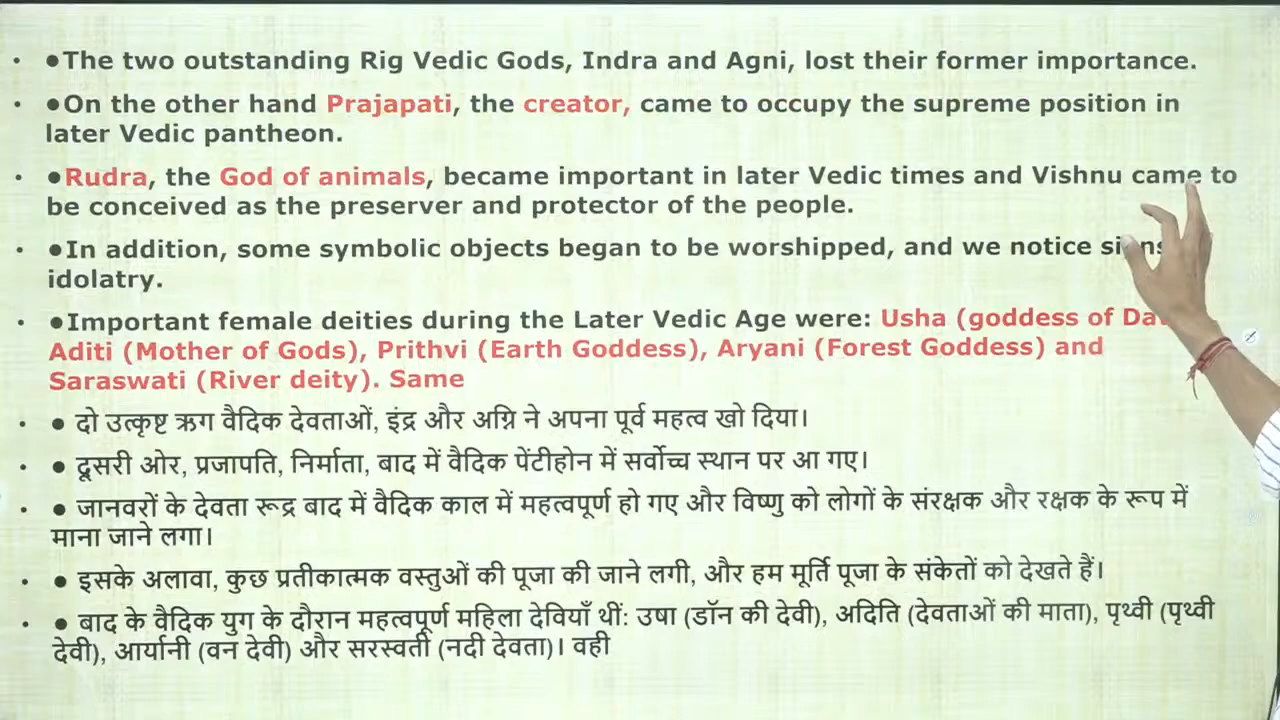 • ●The two outstanding Rig Vedic Gods, Indra and Agni, lost their former importance.
• ●On the other hand Prajapati, the creator, came to occupy the supreme position in
later Vedic pantheon.
• ●Rudra, the God of animals, became important in later Vedic times and Vishnu came to
be conceived as the preserver and protector of the people.
• ●In addition, some symbolic objects began to be worshipped, and we notice signs
idolatry.
• ●Important female deities during the Later Vedic Age were: Usha (goddess of
Aditi (Mother of Gods), Prithvi (Earth Goddess), Aryani (Forest Goddess) and
Saraswati (River deity). Same
• ● दो उत्कृष्ट ऋग वैदिक देवताओं, इंद्र और अग्नि ने अपना पूर्व महत्व खो दिया।
• ● दूसरी ओर, प्रजापति, निर्माता, बाद में वैदिक पेंटीहोन में सर्वोच्च स्थान पर आ गए।
• ● जानवरों के देवता रूद्र बाद में वैदिक काल में महत्वपूर्ण हो गए और विष्णु को लोगों के संरक्षक और रक्षक के रूप में
माना जाने लगा।
• ● इसके अलावा, कुछ प्रतीकात्मक वस्तुओं की पूजा की जाने लगी, और हम मूर्ति पूजा के संकेतों को देखते हैं।
• ● बाद के वैदिक युग के दौरान महत्वपूर्ण महिला देवियाँ थीं: उषा (डॉन की देवी), अदिति (देवताओं की माता), पृथ्वी (पृथ्वी
देवी), आर्यानी (वन देवी) और सरस्वती (नदी देवता)। वही